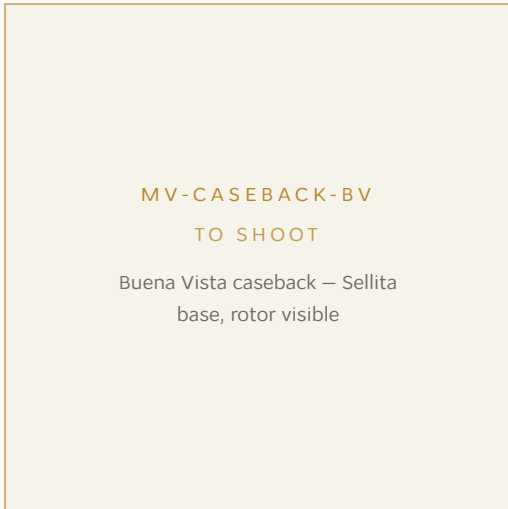 MV-CASEBACK-BV
TO SHOOT
Buena Vista caseback — Sellita
base, rotor visible